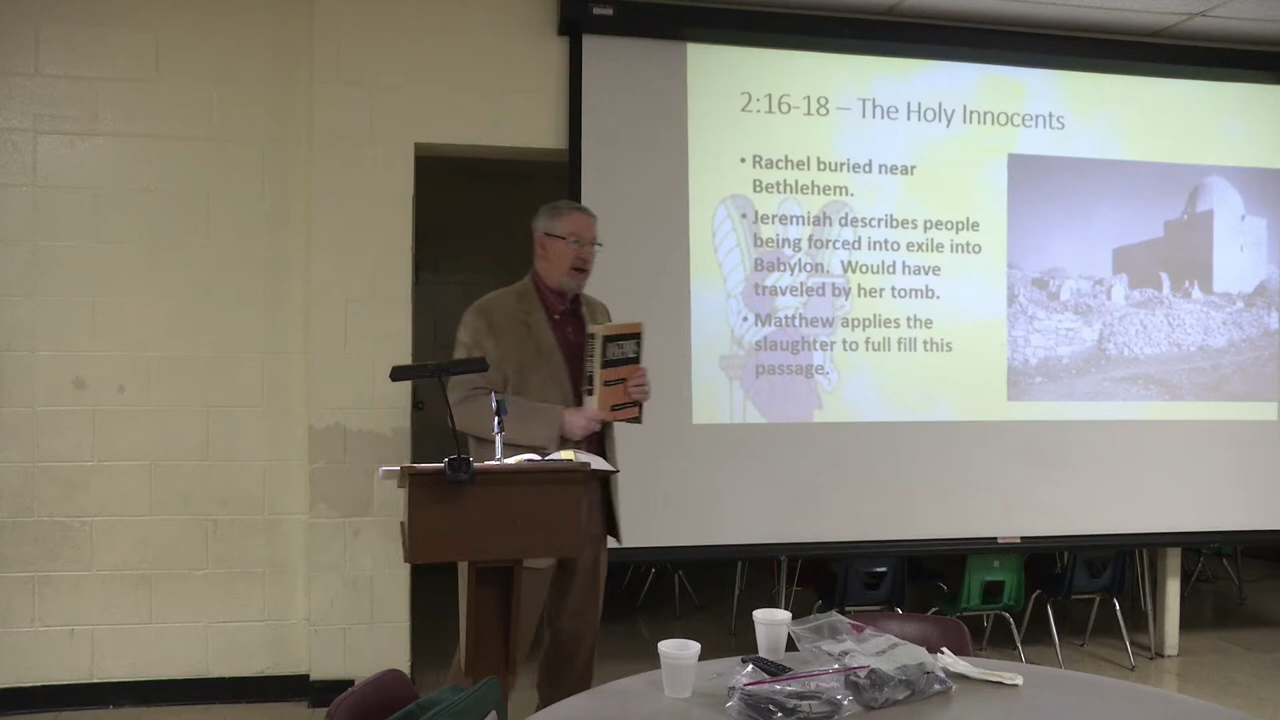 2:16-18 – The Holy Innocents
• Rachel buried near
Bethlehem.
• Jeremiah describes people
being forced into exile into
Babylon. Would have
traveled by her tomb.
• Matthew applies the
slaughter to full fill this
passage.